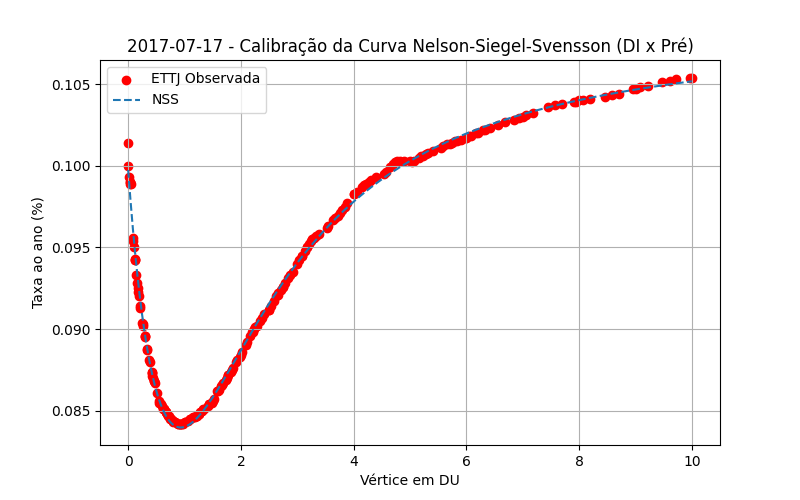 2017-07-17 - Calibração da Curva Nelson-Siegel-Svensson (DI x Pré)
ETTJ Observada
NSS
Taxa ao ano (%)
0.105
0.100
0.095
0.090
0.085
0
2
4
6
8
10
Vértice em DU